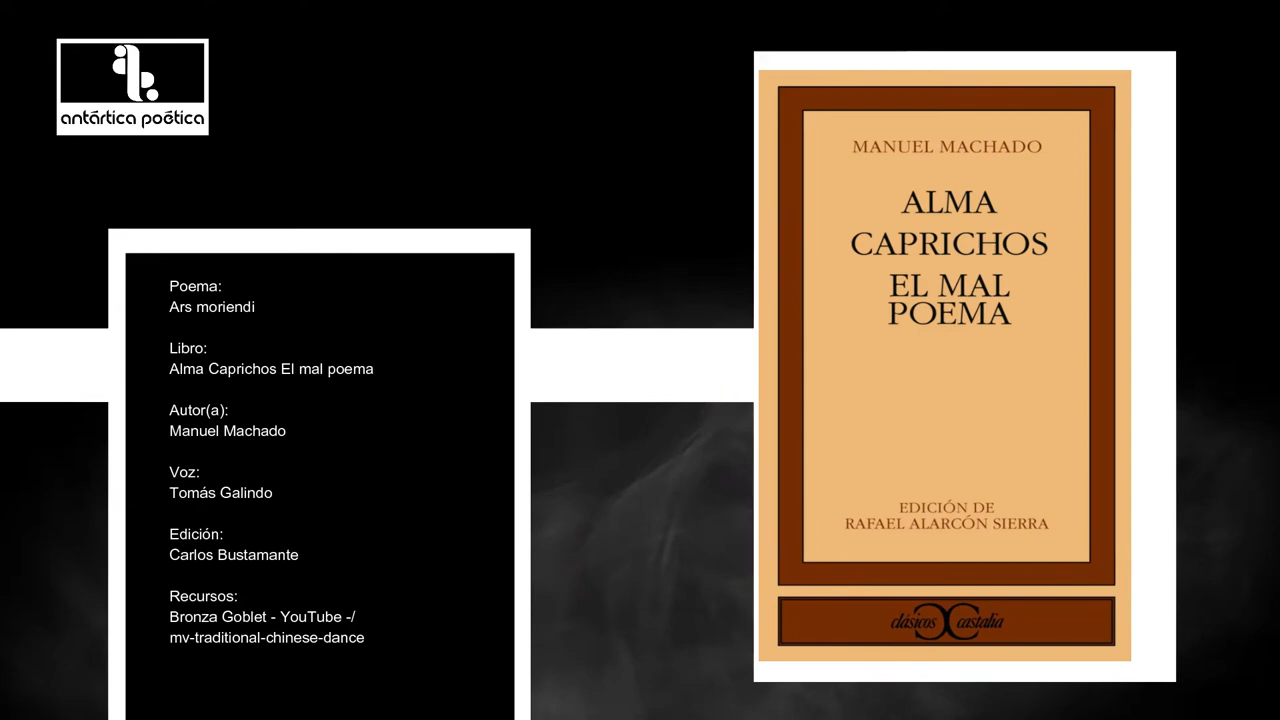 antártica poética
Poema:
Ars moriendi
Libro:
Alma Caprichos El mal poema
Autor(a):
Manuel Machado
Voz:
Tomás Galindo
Edición:
Carlos Bustamante
Recursos:
Bronza Goblet - YouTube -/
mv-traditional-chinese-dance
MANUEL MACHADO
ALMA
CAPRICHOS
EL MAL
POEMA
EDICIÓN DE
RAFAEL ALARCÓN SIERRA
clásicos castalia